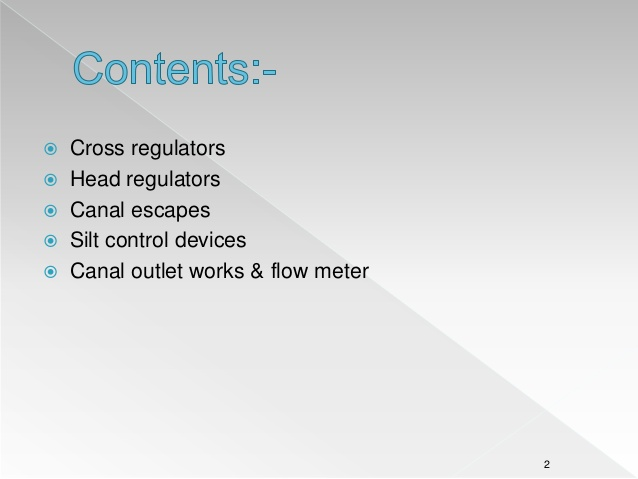 Contents:-
Cross regulators
Head regulators
Canal escapes
Silt control devices
Canal outlet works & flow meter
2